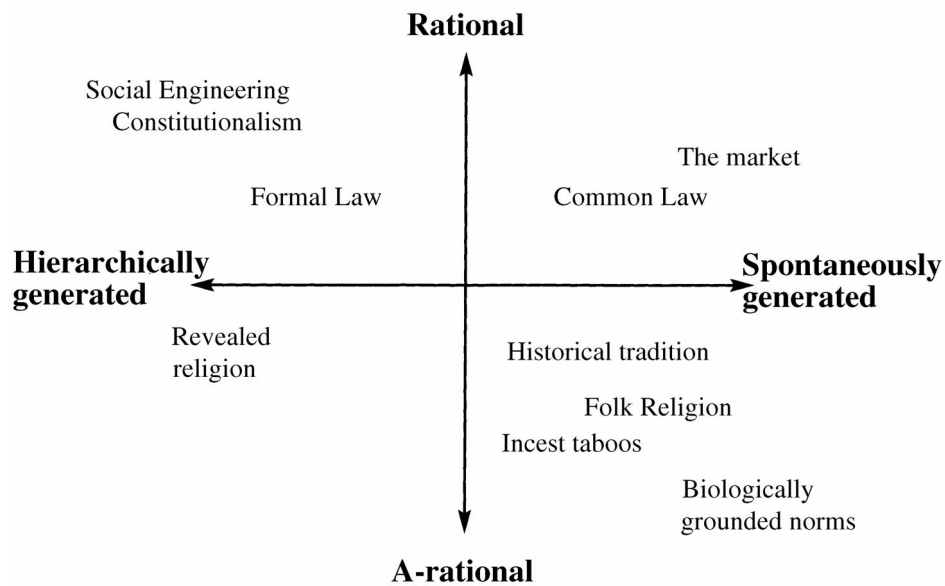 Rational
Social Engineering
Constitutionalism
The market
Formal Law
Common Law
Hierarchically
generated
Spontaneously
generated
Revealed
religion
Historical tradition
Folk Religion
Incest taboos
Biologically
grounded norms
A-rational